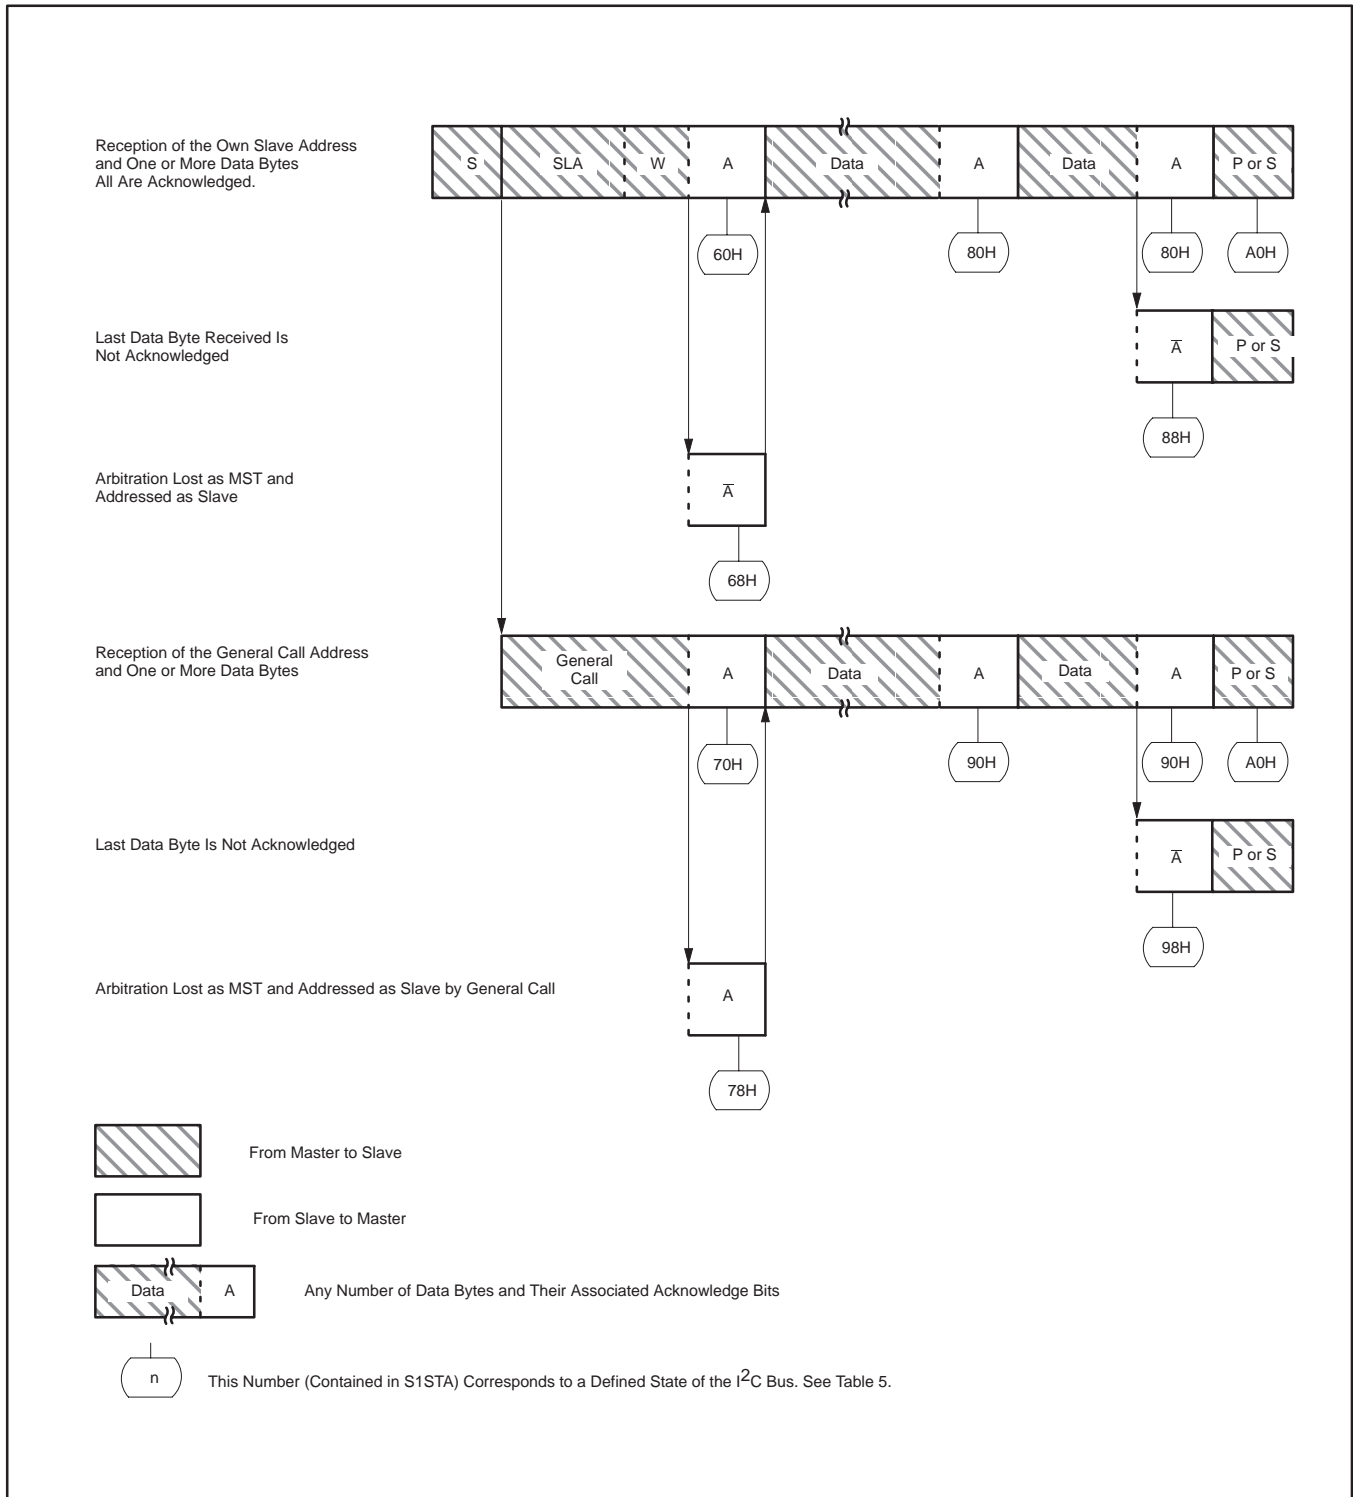 Reception of the Own Slave Address
and One or More Data Bytes
All Are Acknowledged.
S SLA W A Data A Data A P or S
60H 80H 80H A0H
Last Data Byte Received Is
Not Acknowledged
A̅ P or S
88H
Arbitration Lost as MST and
Addressed as Slave
A̅
68H
Reception of the General Call Address
and One or More Data Bytes
General
Call
A Data A Data A P or S
70H 90H 90H A0H
Last Data Byte Is Not Acknowledged
A̅ P or S
98H
Arbitration Lost as MST and Addressed as Slave by General Call
A
78H
From Master to Slave
From Slave to Master
Data A Any Number of Data Bytes and Their Associated Acknowledge Bits
n This Number (Contained in S1STA) Corresponds to a Defined State of the I²C Bus. See Table 5.